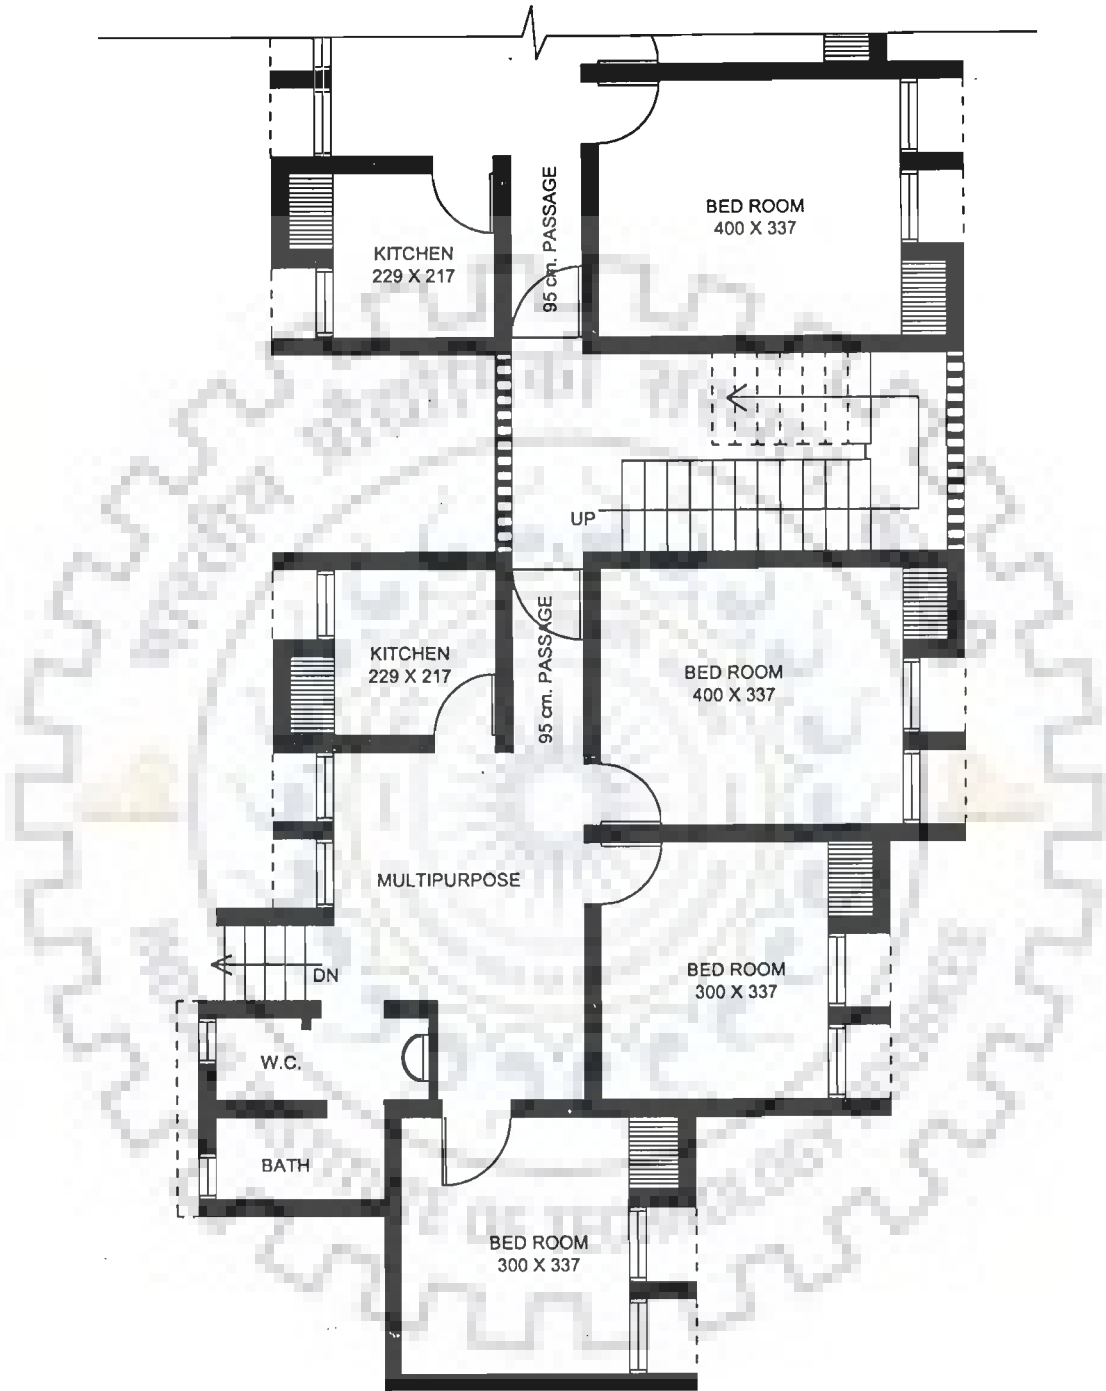 BED ROOM
400 X 337
95 cm. PASSAGE
KITCHEN
229 X 217
UP
KITCHEN
229 X 217
95 cm. PASSAGE
BED ROOM
400 X 337
MULTIPURPOSE
DN
BED ROOM
300 X 337
W.C.
BATH
BED ROOM
300 X 337